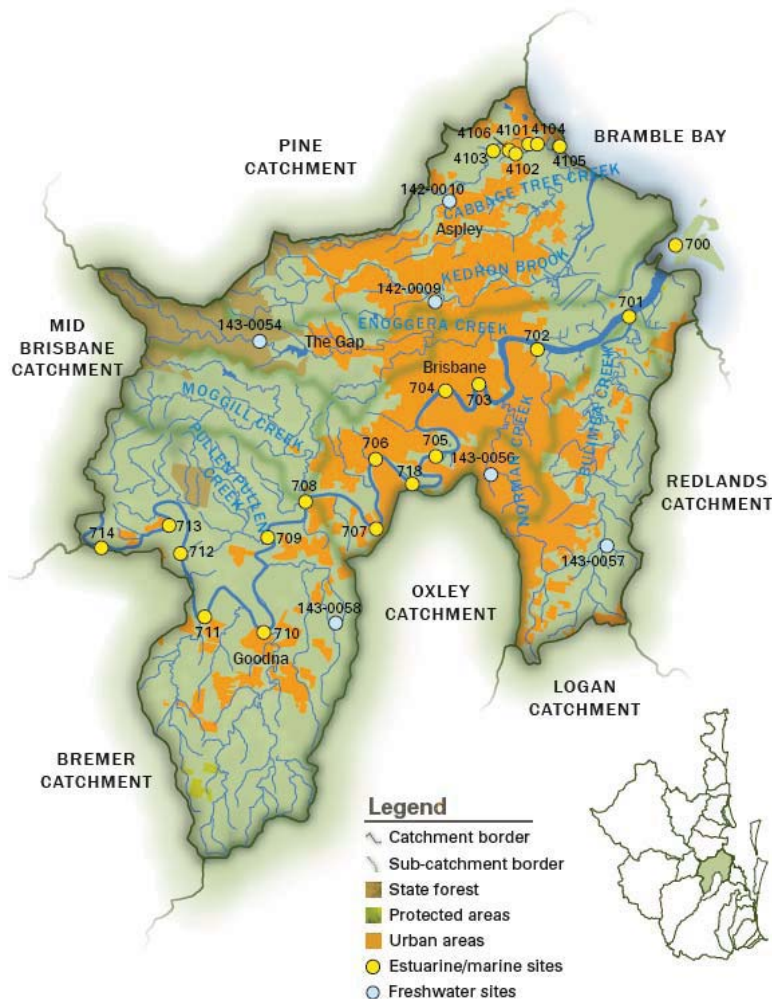 4106
4101
4104
BRAMBLE BAY
PINE
CATCHMENT
4103
4102
4105
142-0010
CABBAGE TREE CREEK
Aspley
700
KEDRON BROOK
142-0009
701
MID
BRISBANE
CATCHMENT
143-0054
The Gap
ENOGGERA CREEK
702
Brisbane
704
703
MOGGILL CREEK
BULIMBA CREEK
NORMAN CREEK
PULLEN PULLEN
CREEK
706
705
143-0056
718
REDLANDS
CATCHMENT
708
714
713
712
709
707
143-0057
OXLEY
CATCHMENT
143-0058
711
710
Goodna
LOGAN
CATCHMENT
BREMER
CATCHMENT
Legend
Catchment border
Sub-catchment border
State forest
Protected areas
Urban areas
Estuarine/marine sites
Freshwater sites